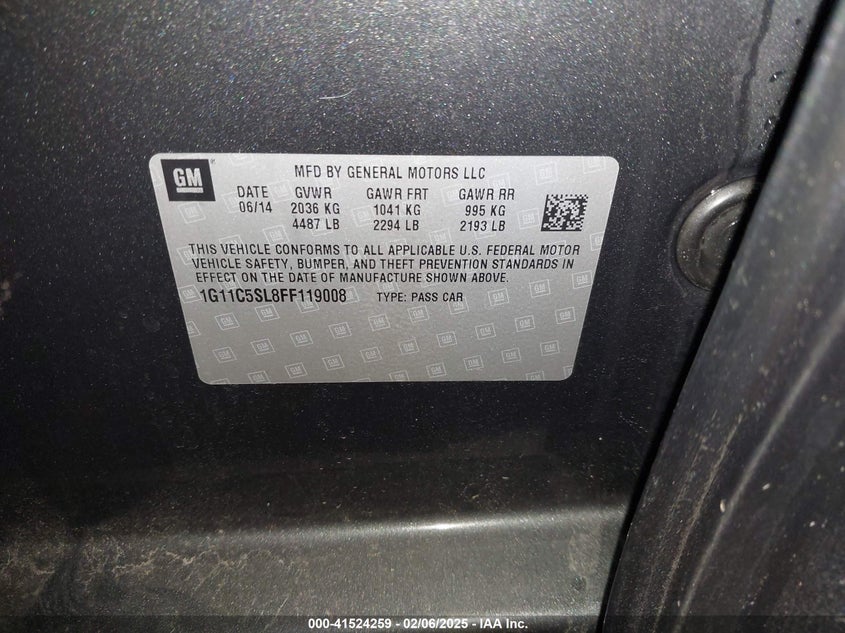 GM
MFD BY GENERAL MOTORS LLC
DATE GVWR GAWR FRT GAWR RR
06/14 2036 KG 1041 KG 995 KG
4487 LB 2294 LB 2193 LB
THIS VEHICLE CONFORMS TO ALL APPLICABLE U.S. FEDERAL MOTOR
VEHICLE SAFETY, BUMPER, AND THEFT PREVENTION STANDARDS IN
EFFECT ON THE DATE OF MANUFACTURE SHOWN ABOVE.
1G11C5SL8FF119008 TYPE: PASS CAR
000-41524259 — 02/06/2025 — IAA Inc.